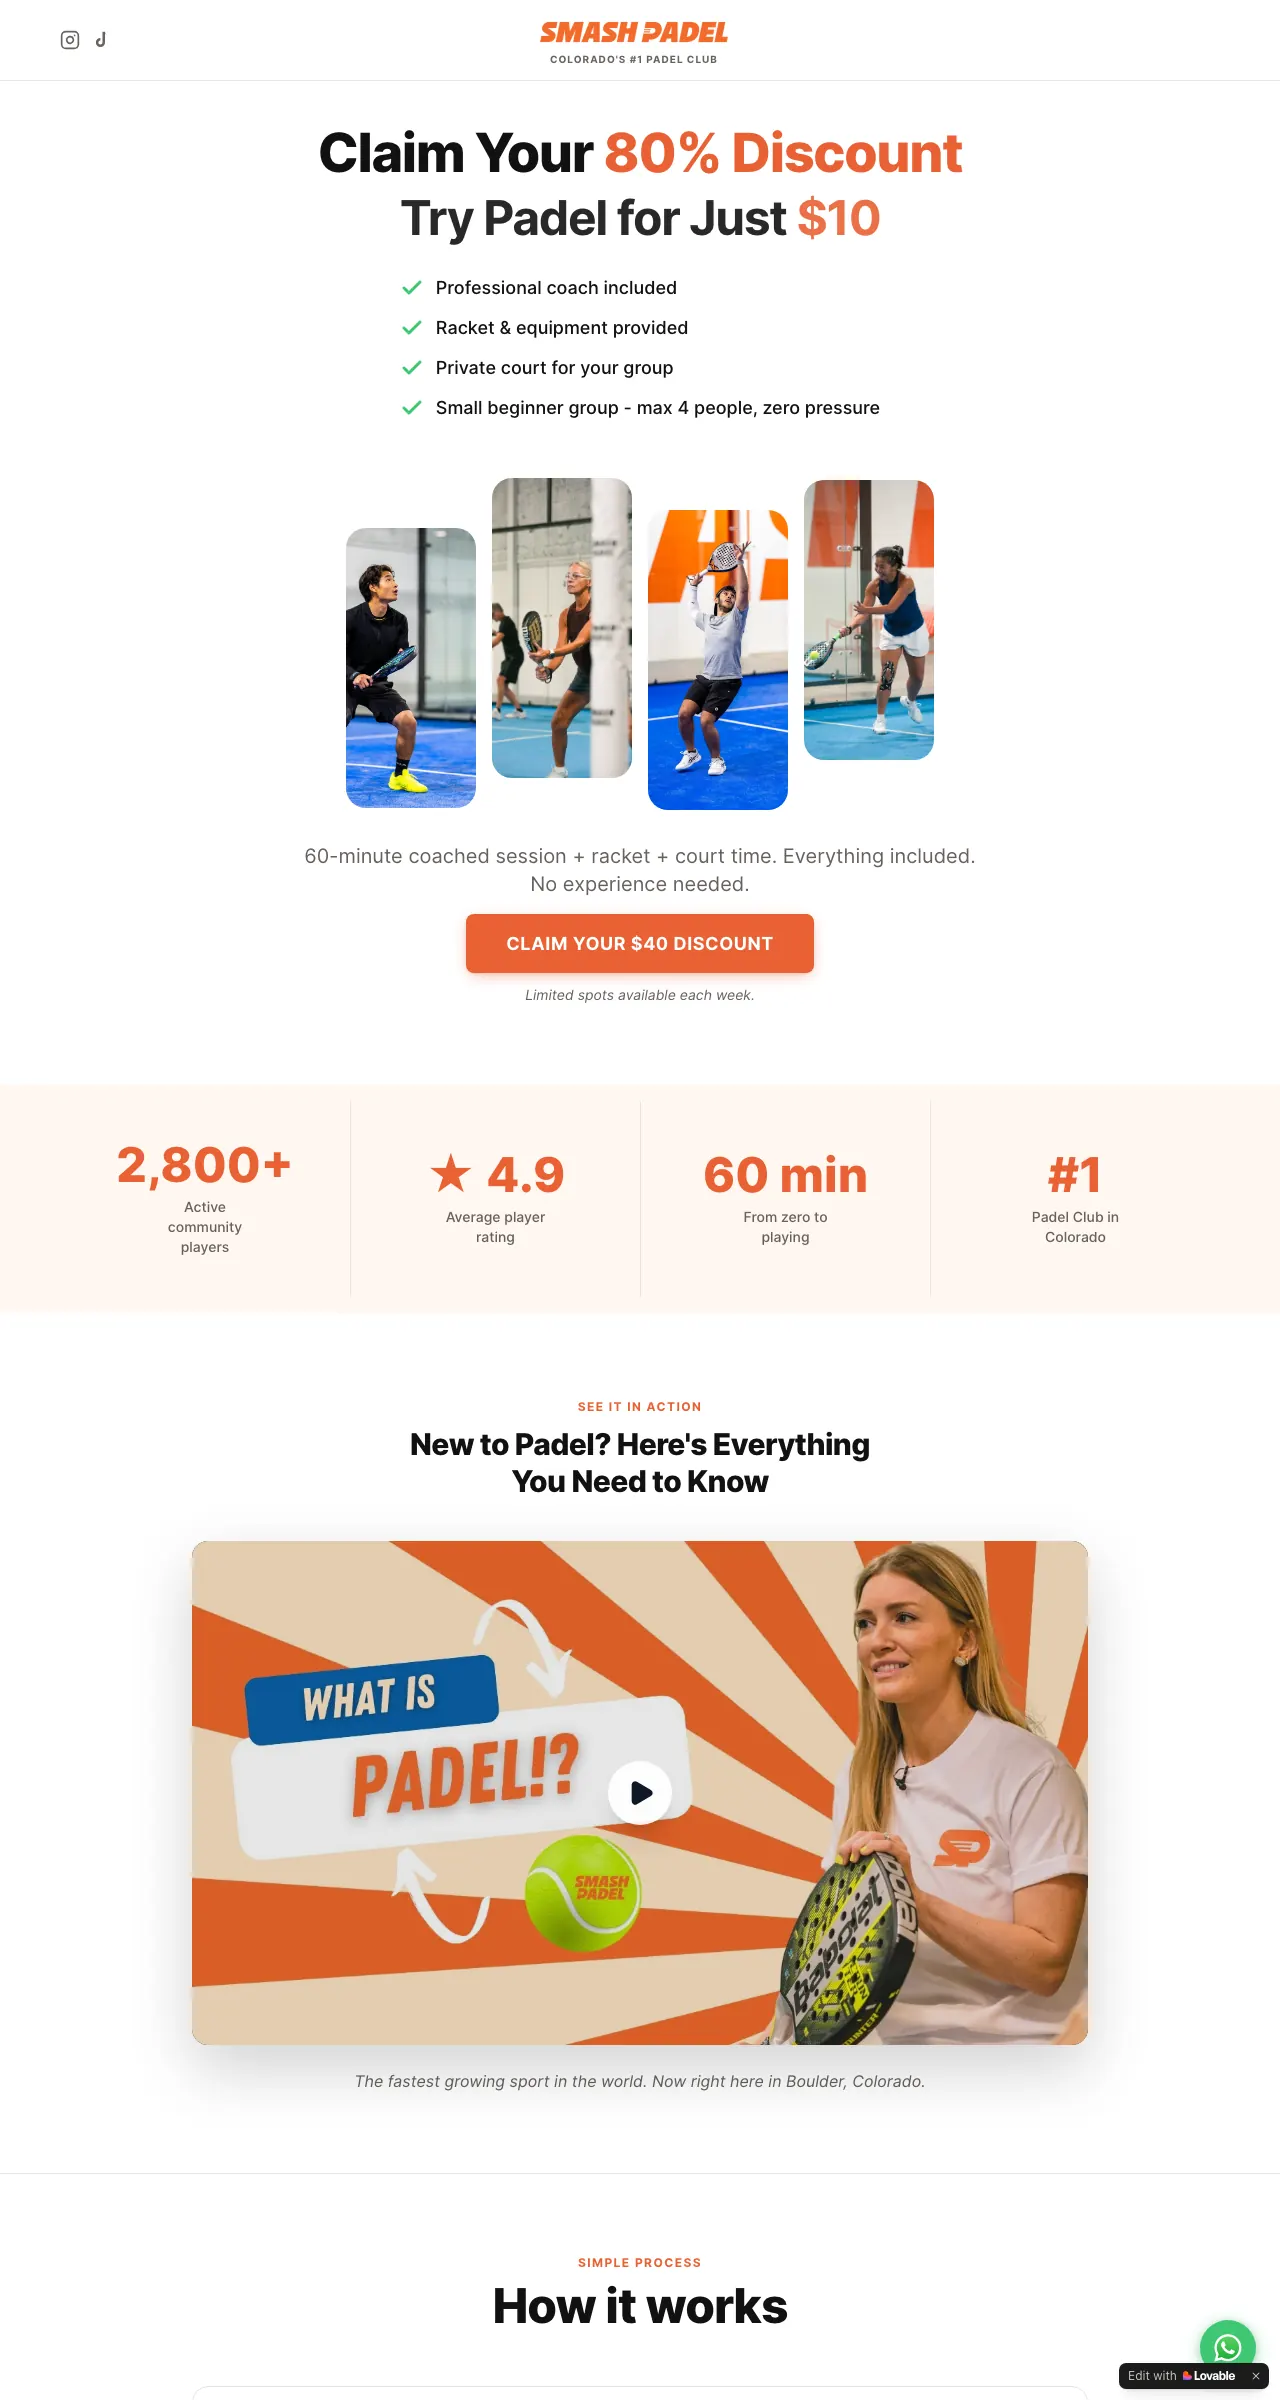 SMASH PADEL
COLORADO'S #1 PADEL CLUB
Claim Your 80% Discount
Try Padel for Just $10
Professional coach included
Racket & equipment provided
Private court for your group
Small beginner group - max 4 people, zero pressure
60-minute coached session + racket + court time. Everything included.
No experience needed.
CLAIM YOUR $40 DISCOUNT
Limited spots available each week.
2,800+
Active
community
players
★ 4.9
Average player
rating
60 min
From zero to
playing
#1
Padel Club in
Colorado
SEE IT IN ACTION
New to Padel? Here's Everything
You Need to Know
WHAT IS
PADEL!?
SMASH
PADEL
SP
babolat
The fastest growing sport in the world. Now right here in Boulder, Colorado.
SIMPLE PROCESS
How it works
Edit with Lovable ×